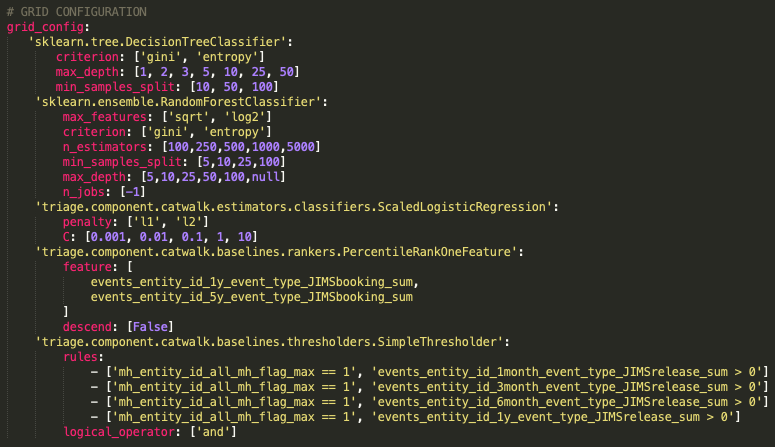 # GRID CONFIGURATION
grid_config:
'sklearn.tree.DecisionTreeClassifier':
criterion: ['gini', 'entropy']
max_depth: [1, 2, 3, 5, 10, 25, 50]
min_samples_split: [10, 50, 100]
'sklearn.ensemble.RandomForestClassifier':
max_features: ['sqrt', 'log2']
criterion: ['gini', 'entropy']
n_estimators: [100,250,500,1000,5000]
min_samples_split: [5,10,25,100]
max_depth: [5,10,25,50,100,null]
n_jobs: [-1]
'triage.component.catwalk.estimators.classifiers.ScaledLogisticRegression':
penalty: ['l1', 'l2']
C: [0.001, 0.01, 0.1, 1, 10]
'triage.component.catwalk.baselines.rankers.PercentileRankOneFeature':
feature: [
events_entity_id_1y_event_type_JIMSbooking_sum,
events_entity_id_5y_event_type_JIMSbooking_sum
]
descend: [False]
'triage.component.catwalk.baselines.thresholders.SimpleThresholder':
rules:
- ['mh_entity_id_all_mh_flag_max == 1', 'events_entity_id_1month_event_type_JIMSrelease_sum > 0']
- ['mh_entity_id_all_mh_flag_max == 1', 'events_entity_id_3month_event_type_JIMSrelease_sum > 0']
- ['mh_entity_id_all_mh_flag_max == 1', 'events_entity_id_6month_event_type_JIMSrelease_sum > 0']
- ['mh_entity_id_all_mh_flag_max == 1', 'events_entity_id_1y_event_type_JIMSrelease_sum > 0']
logical_operator: ['and']